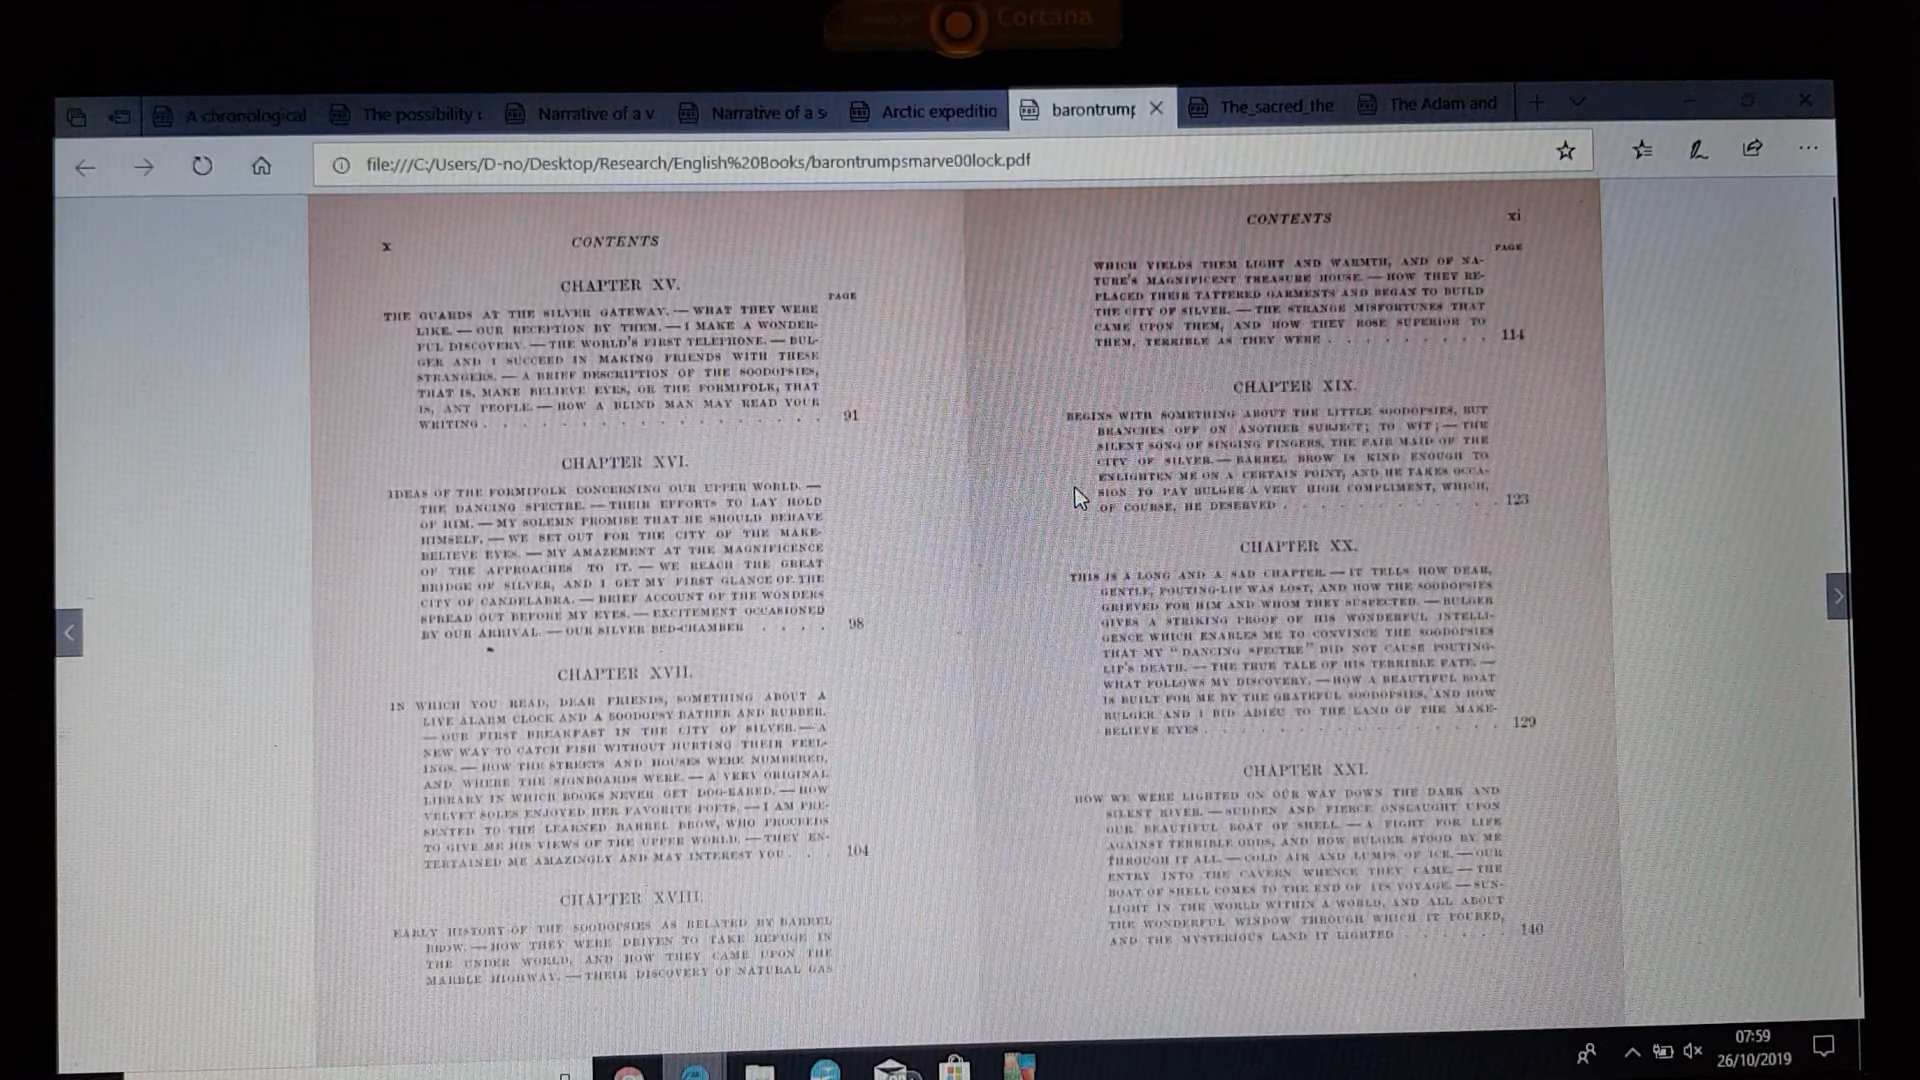 Cortana
A chronological
The possibility
Narrative of a v
Narrative of a s
Arctic expeditio
barontrump
The_sacred_the
The Adam and
file:///C:/Users/D-no/Desktop/Research/English%20Books/barontrumpsmarve00lock.pdf
x
CONTENTS
CHAPTER XV.
PAGE
THE GUARDS AT THE SILVER GATEWAY. — WHAT THEY WERE
LIKE. — OUR RECEPTION BY THEM. — I MAKE A WONDER-
FUL DISCOVERY. — THE WORLD'S FIRST TELEPHONE. — BUL-
GER AND I SUCCEED IN MAKING FRIENDS WITH THESE
STRANGERS. — A BRIEF DESCRIPTION OF THE SOODOPSIES,
THAT IS, MAKE BELIEVE EYES, OR THE FORMIFOLK, THAT
IS, ANT PEOPLE. — HOW A BLIND MAN MAY READ YOUR
WRITING . . . . . . . . . . . . . . . 91
CHAPTER XVI.
IDEAS OF THE FORMIFOLK CONCERNING OUR UPPER WORLD. —
THE DANCING SPECTRE. — THEIR EFFORTS TO LAY HOLD
OF HIM. — MY SOLEMN PROMISE THAT HE SHOULD BEHAVE
HIMSELF. — WE SET OUT FOR THE CITY OF THE MAKE-
BELIEVE EYES. — MY AMAZEMENT AT THE MAGNIFICENCE
OF THE APPROACHES TO IT. — WE REACH THE GREAT
BRIDGE OF SILVER, AND I GET MY FIRST GLANCE OF THE
CITY OF CANDELABRA. — BRIEF ACCOUNT OF THE WONDERS
SPREAD OUT BEFORE MY EYES. — EXCITEMENT OCCASIONED
BY OUR ARRIVAL. — OUR SILVER BED-CHAMBER . . . . 98
CHAPTER XVII.
IN WHICH YOU READ, DEAR FRIENDS, SOMETHING ABOUT A
LIVE ALARM CLOCK AND A SOODOPSY BATHER AND RUBBER.
— OUR FIRST BREAKFAST IN THE CITY OF SILVER. — A
NEW WAY TO CATCH FISH WITHOUT HURTING THEIR FEEL-
INGS. — HOW THE STREETS AND HOUSES WERE NUMBERED,
AND WHERE THE SIGNBOARDS WERE. — A VERY ORIGINAL
LIBRARY IN WHICH BOOKS NEVER GET DOG-EARED. — HOW
VELVET SOLES ENJOYED HER FAVORITE POETS. — I AM PRE-
SENTED TO THE LEARNED BARREL BROW, WHO PROCEEDS
TO GIVE ME HIS VIEWS OF THE UPPER WORLD. — THEY EN-
TERTAINED ME AMAZINGLY AND MAY INTEREST YOU . . . 104
CHAPTER XVIII.
EARLY HISTORY OF THE SOODOPSIES AS RELATED BY BARREL
BROW. — HOW THEY WERE DRIVEN TO TAKE REFUGE IN
THE UNDER WORLD, AND HOW THEY CAME UPON THE
MARBLE HIGHWAY. — THEIR DISCOVERY OF NATURAL GAS
CONTENTS
xi
PAGE
WHICH YIELDS THEM LIGHT AND WARMTH, AND OF NA-
TURE'S MAGNIFICENT TREASURE HOUSE. — HOW THEY RE-
PLACED THEIR TATTERED GARMENTS AND BEGAN TO BUILD
THE CITY OF SILVER. — THE STRANGE MISFORTUNES THAT
CAME UPON THEM, AND HOW THEY ROSE SUPERIOR TO
THEM, TERRIBLE AS THEY WERE . . . . . . . . . 114
CHAPTER XIX.
BEGINS WITH SOMETHING ABOUT THE LITTLE SOODOPSIES, BUT
BRANCHES OFF ON ANOTHER SUBJECT; TO WIT; — THE
SILENT SONG OF SINGING FINGERS, THE FAIR MAID OF THE
CITY OF SILVER. — BARREL BROW IS KIND ENOUGH TO
ENLIGHTEN ME ON A CERTAIN POINT, AND HE TAKES OCCA-
SION TO PAY BULGER A VERY HIGH COMPLIMENT, WHICH,
OF COURSE, HE DESERVED . . . . . . . . . . . 123
CHAPTER XX.
THIS IS A LONG AND A SAD CHAPTER. — IT TELLS HOW DEAR,
GENTLE, POUTING-LIP WAS LOST, AND HOW THE SOODOPSIES
GRIEVED FOR HIM AND WHOM THEY SUSPECTED. — BULGER
GIVES A STRIKING PROOF OF HIS WONDERFUL INTELLI-
GENCE WHICH ENABLES ME TO CONVINCE THE SOODOPSIES
THAT MY "DANCING SPECTRE" DID NOT CAUSE POUTING-
LIP'S DEATH. — THE TRUE TALE OF HIS TERRIBLE FATE. —
WHAT FOLLOWS MY DISCOVERY. — HOW A BEAUTIFUL BOAT
IS BUILT FOR ME BY THE GRATEFUL SOODOPSIES, AND HOW
BULGER AND I BID ADIEU TO THE LAND OF THE MAKE-
BELIEVE EYES . . . . . . . . . . . . . . . 129
CHAPTER XXI.
HOW WE WERE LIGHTED ON OUR WAY DOWN THE DARK AND
SILENT RIVER. — SUDDEN AND FIERCE ONSLAUGHT UPON
OUR BEAUTIFUL BOAT OF SHELL. — A FIGHT FOR LIFE
AGAINST TERRIBLE ODDS, AND HOW BULGER STOOD BY ME
THROUGH IT ALL. — COLD AIR AND LUMPS OF ICE. — OUR
ENTRY INTO THE CAVERN WHENCE THEY CAME. — THE
BOAT OF SHELL COMES TO THE END OF ITS VOYAGE. — SUN-
LIGHT IN THE WORLD WITHIN A WORLD, AND ALL ABOUT
THE WONDERFUL WINDOW THROUGH WHICH IT POURED,
AND THE MYSTERIOUS LAND IT LIGHTED . . . . . . 140
07:59
26/10/2019